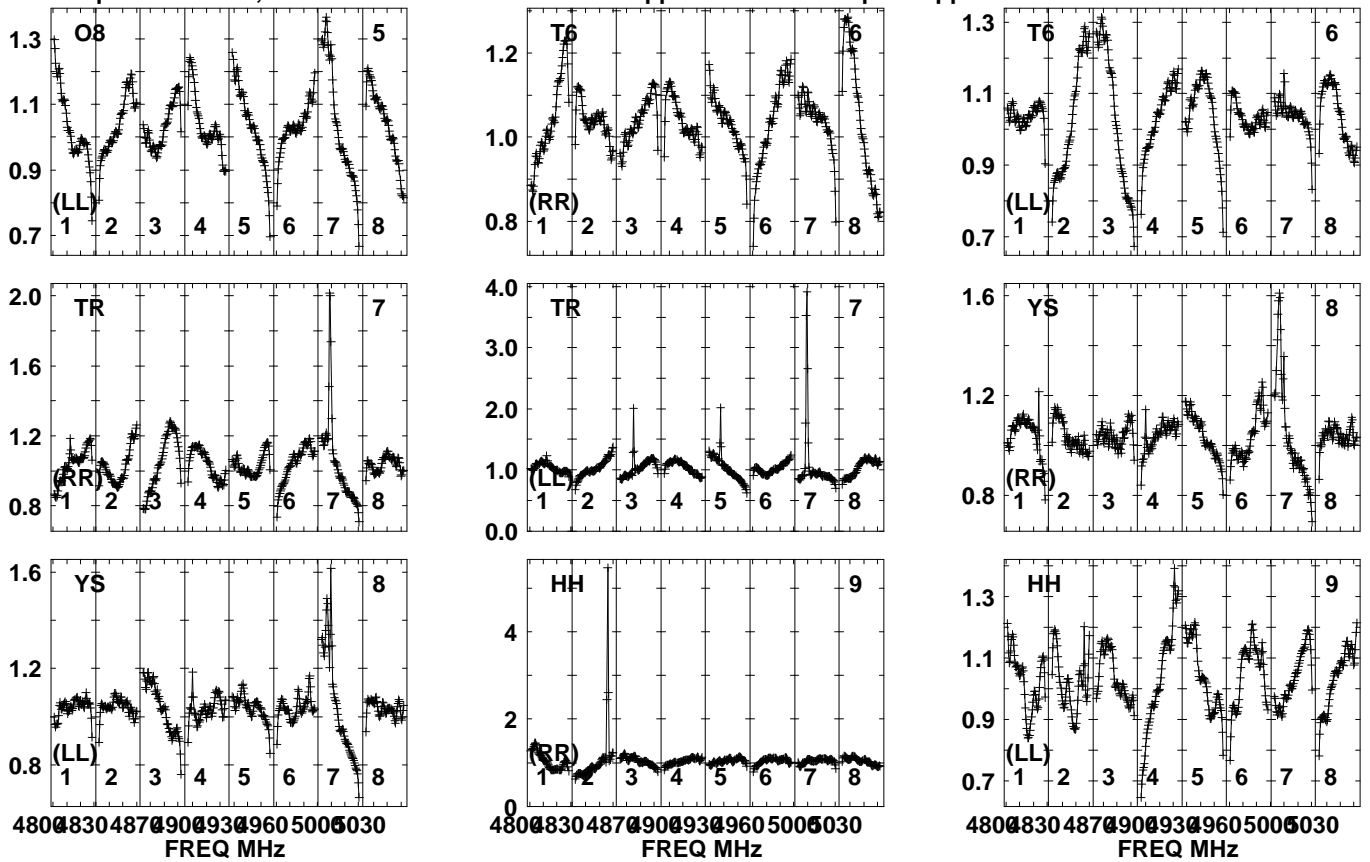 O8 5
1.3
1.1
0.9
0.7
(LL)
1 2 3 4 5 6 7 8
T6 6
1.2
1.0
0.8
(RR)
1 2 3 4 5 6 7 8
T6 6
1.3
1.1
0.9
0.7
(LL)
1 2 3 4 5 6 7 8
TR 7
2.0
1.6
1.2
0.8
(RR)
1 2 3 4 5 6 7 8
TR 7
4.0
3.0
2.0
1.0
0.0
(LL)
1 2 3 4 5 6 7 8
YS 8
1.6
1.2
0.8
(RR)
1 2 3 4 5 6 7 8
YS 8
1.6
1.2
0.8
(LL)
1 2 3 4 5 6 7 8
4800 4830 4870 4900 4930 4960 5000 5030
FREQ MHz
HH 9
4
2
0
(RR)
1 2 3 4 5 6 7 8
4800 4830 4870 4900 4930 4960 5000 5030
FREQ MHz
HH 9
1.3
1.1
0.9
0.7
(LL)
1 2 3 4 5 6 7 8
4800 4830 4870 4900 4930 4960 5000 5030
FREQ MHz